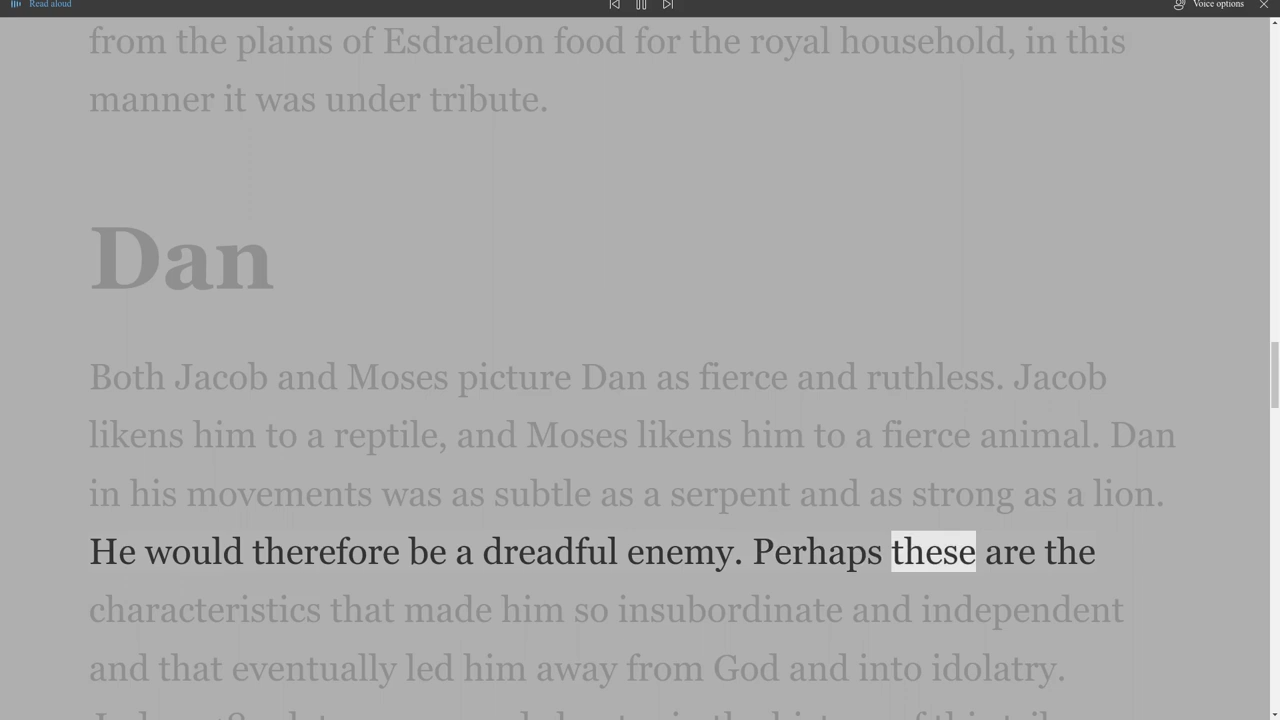 Read aloud
Voice options
from the plains of Esdraelon food for the royal household, in this
manner it was under tribute.
Dan
Both Jacob and Moses picture Dan as fierce and ruthless. Jacob
likens him to a reptile, and Moses likens him to a fierce animal. Dan
in his movements was as subtle as a serpent and as strong as a lion.
He would therefore be a dreadful enemy. Perhaps these are the
characteristics that made him so insubordinate and independent
and that eventually led him away from God and into idolatry.